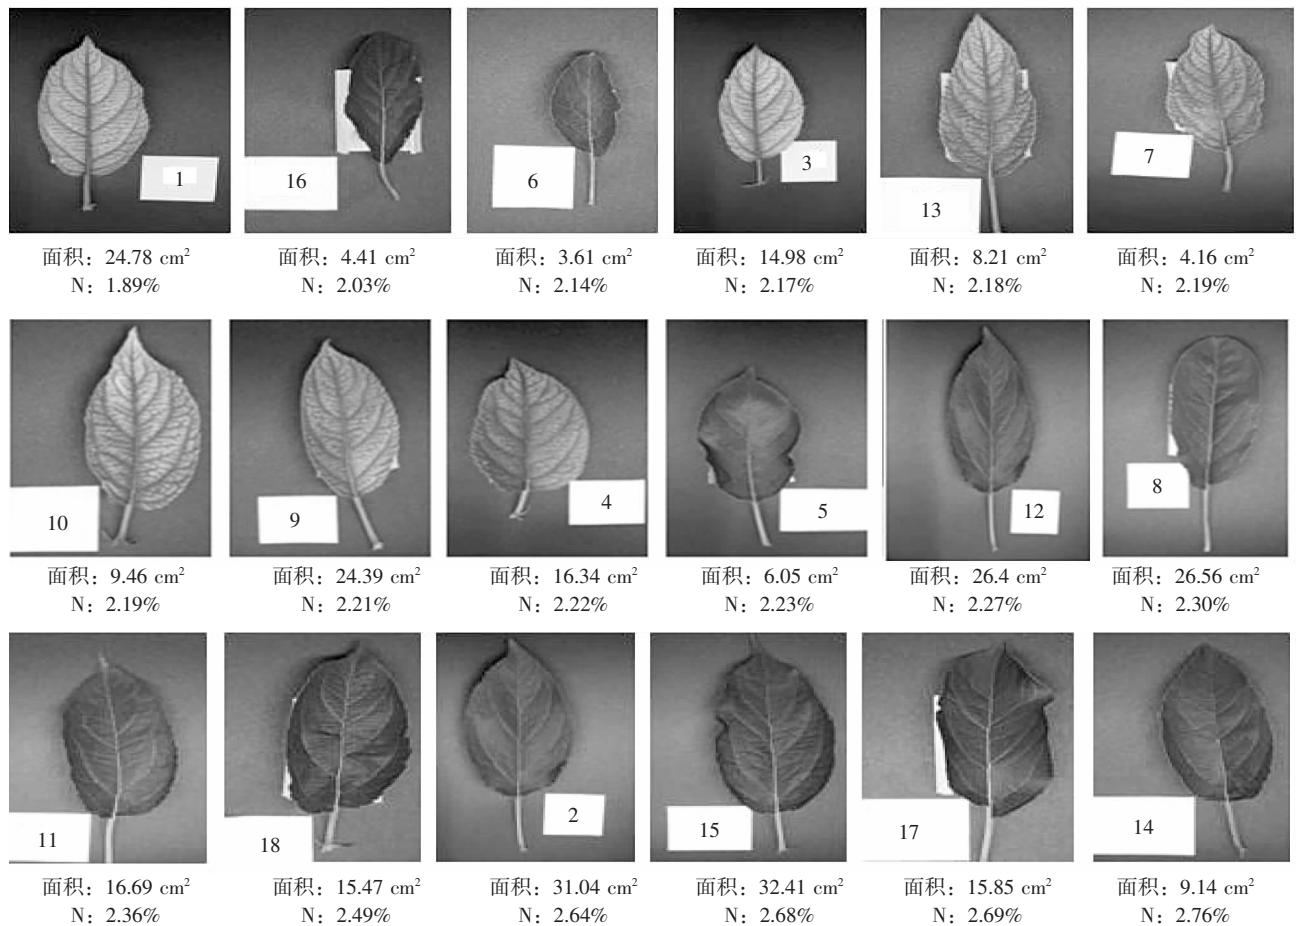 1
16
6
3
13
7
面积：24.78 cm²
面积：4.41 cm²
面积：3.61 cm²
面积：14.98 cm²
面积：8.21 cm²
面积：4.16 cm²
N：1.89%
N：2.03%
N：2.14%
N：2.17%
N：2.18%
N：2.19%
10
9
4
5
12
8
面积：9.46 cm²
面积：24.39 cm²
面积：16.34 cm²
面积：6.05 cm²
面积：26.4 cm²
面积：26.56 cm²
N：2.19%
N：2.21%
N：2.22%
N：2.23%
N：2.27%
N：2.30%
11
18
2
15
17
14
面积：16.69 cm²
面积：15.47 cm²
面积：31.04 cm²
面积：32.41 cm²
面积：15.85 cm²
面积：9.14 cm²
N：2.36%
N：2.49%
N：2.64%
N：2.68%
N：2.69%
N：2.76%